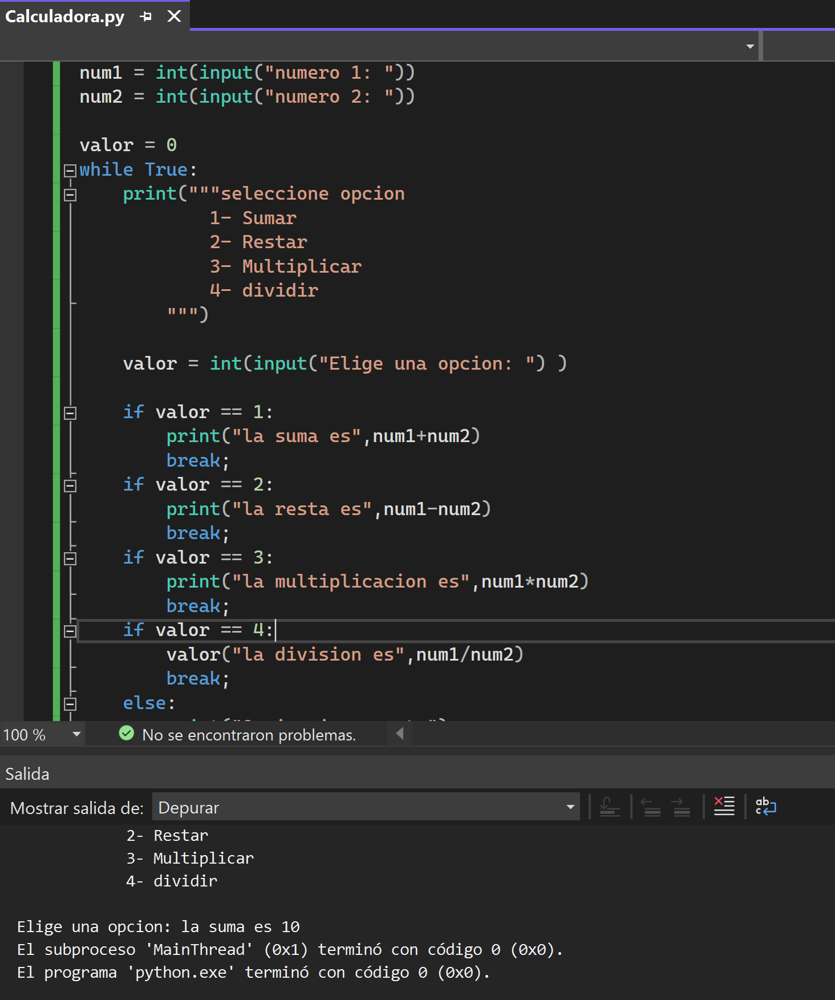 Calculadora.py
num1 = int(input("numero 1: "))
num2 = int(input("numero 2: "))
valor = 0
while True:
    print("""seleccione opcion
            1- Sumar
            2- Restar
            3- Multiplicar
            4- dividir
        """)
    valor = int(input("Elige una opcion: ") )
    if valor == 1:
        print("la suma es",num1+num2)
        break;
    if valor == 2:
        print("la resta es",num1-num2)
        break;
    if valor == 3:
        print("la multiplicacion es",num1*num2)
        break;
    if valor == 4:
        valor("la division es",num1/num2)
        break;
    else:
100 % No se encontraron problemas.
Salida
Mostrar salida de: Depurar
            2- Restar
            3- Multiplicar
            4- dividir
Elige una opcion: la suma es 10
El subproceso 'MainThread' (0x1) terminó con código 0 (0x0).
El programa 'python.exe' terminó con código 0 (0x0).